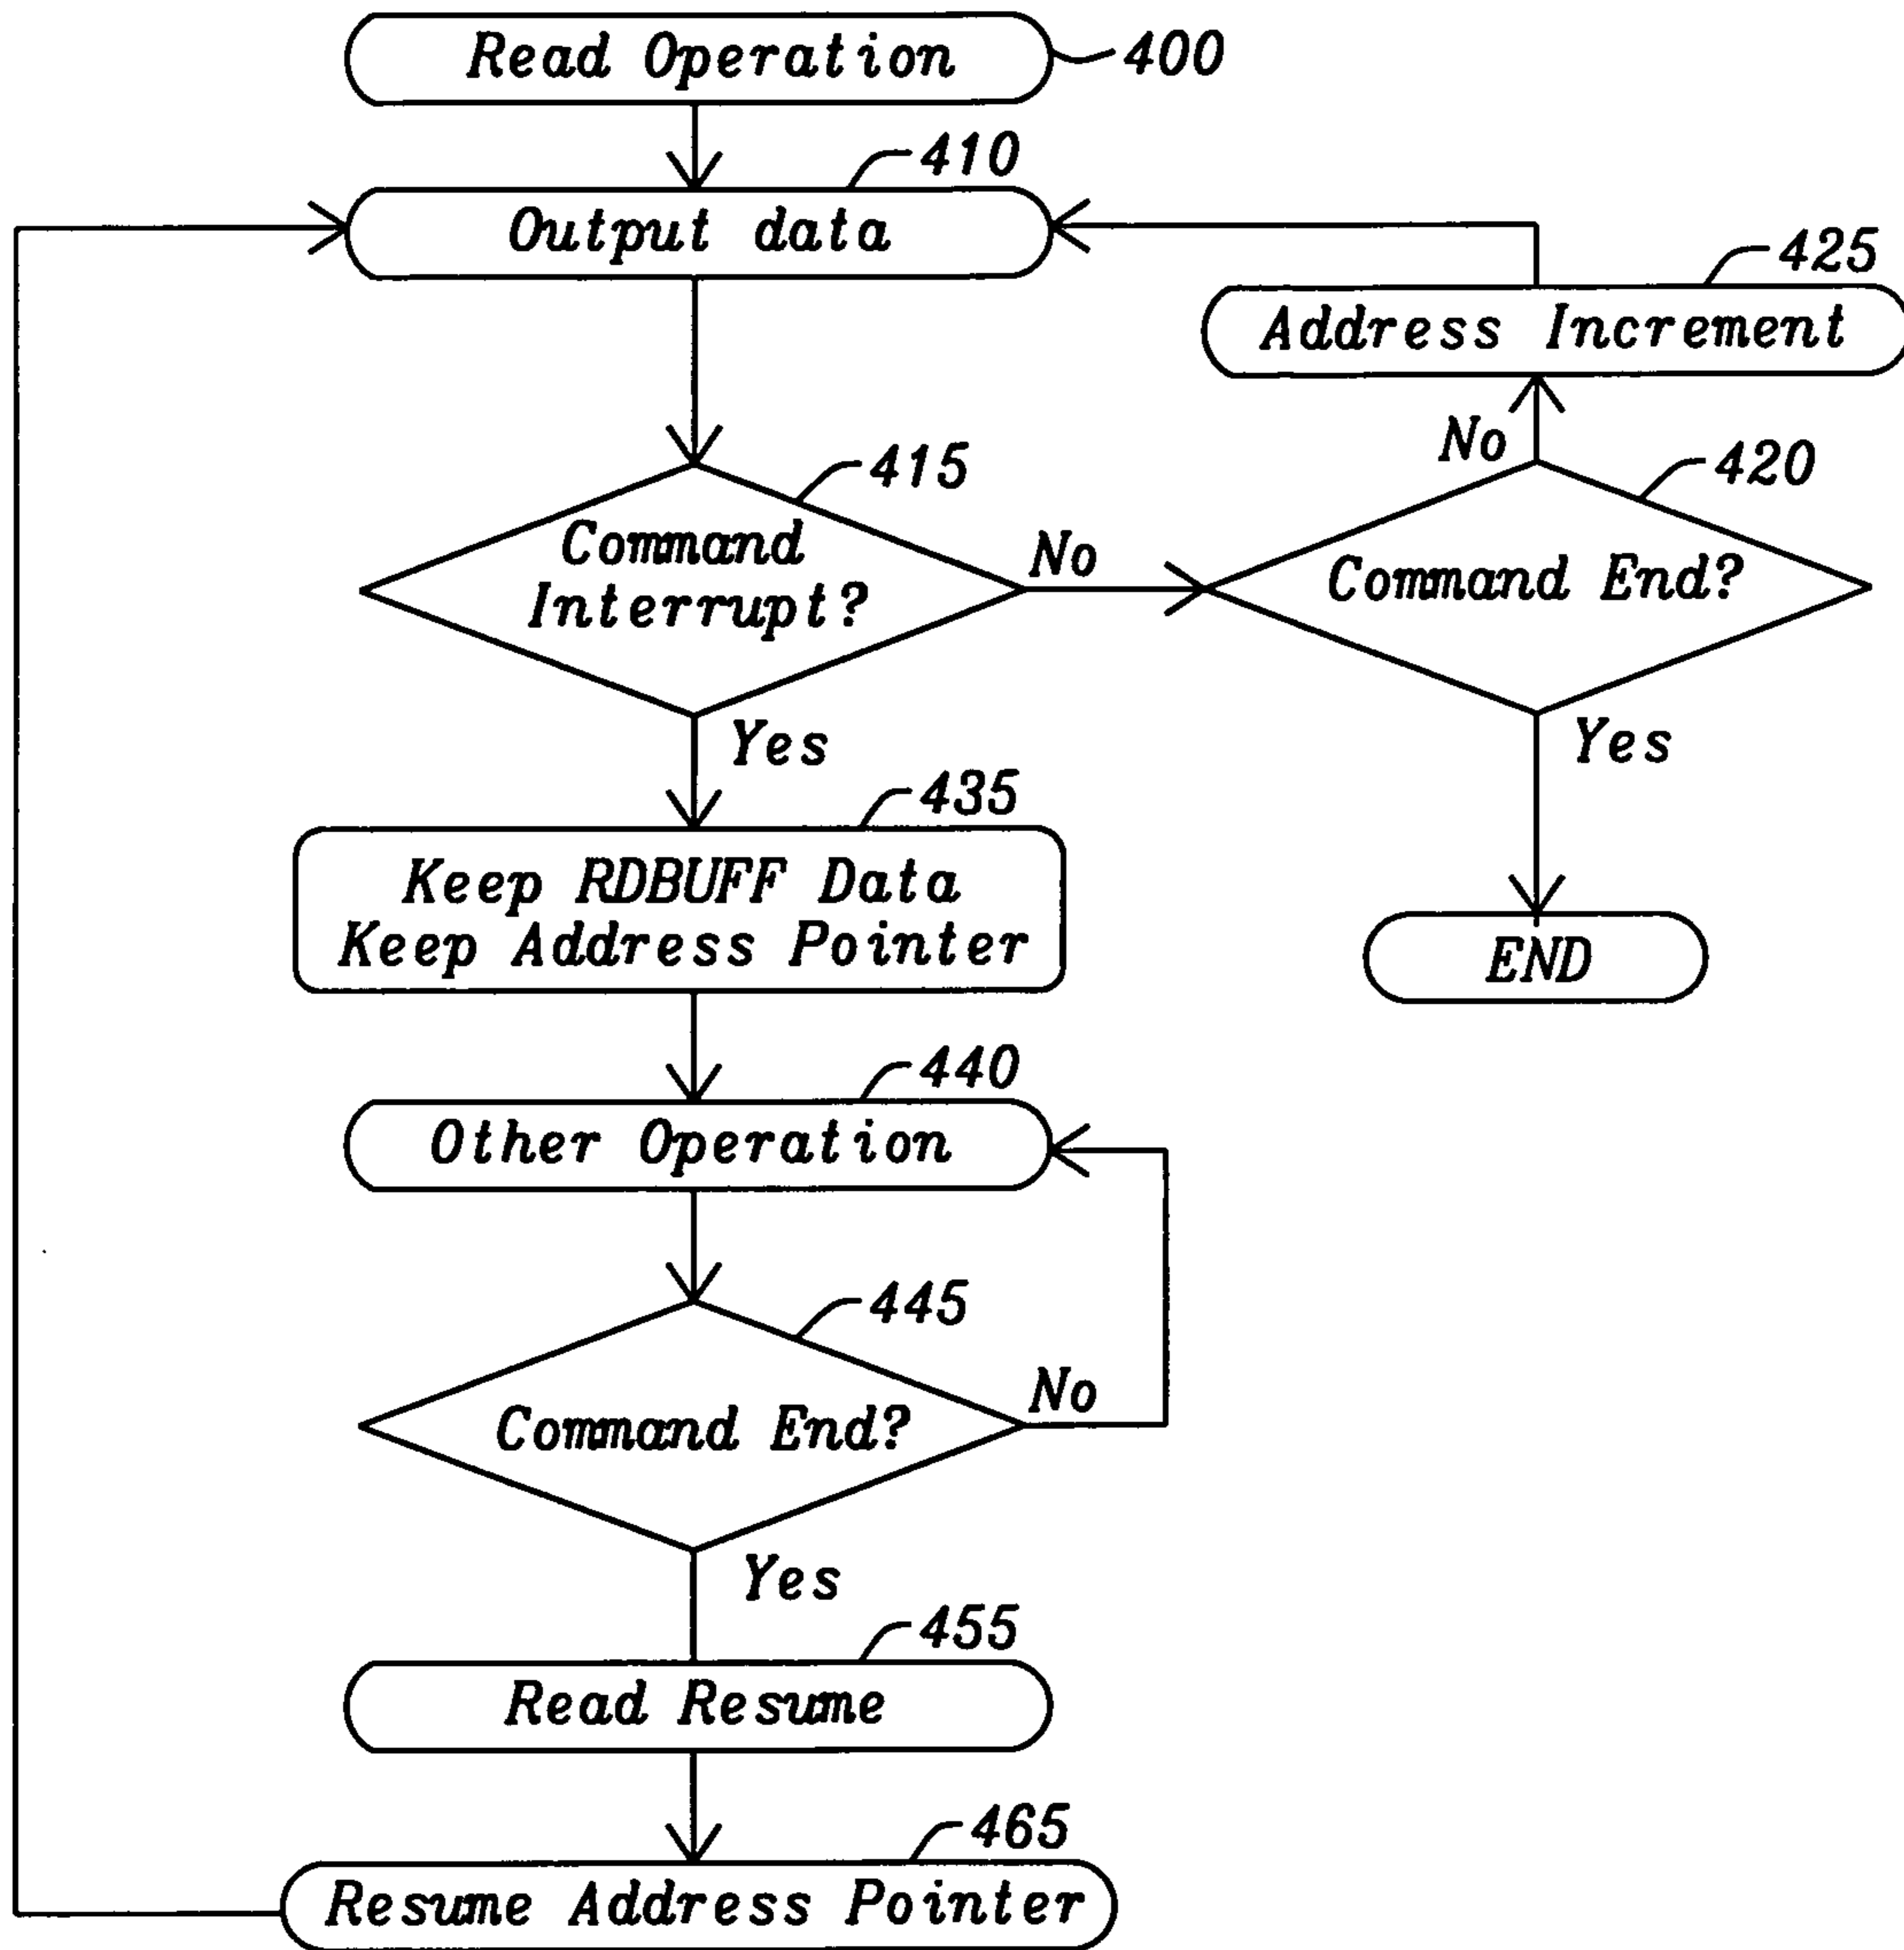 Read Operation
400
410
Output data
425
Address Increment
No
415
420
Command
Interrupt?
No
Command End?
Yes
Yes
435
Keep RDBUFF Data
Keep Address Pointer
END
440
Other Operation
445
No
Command End?
Yes
455
Read Resume
465
Resume Address Pointer